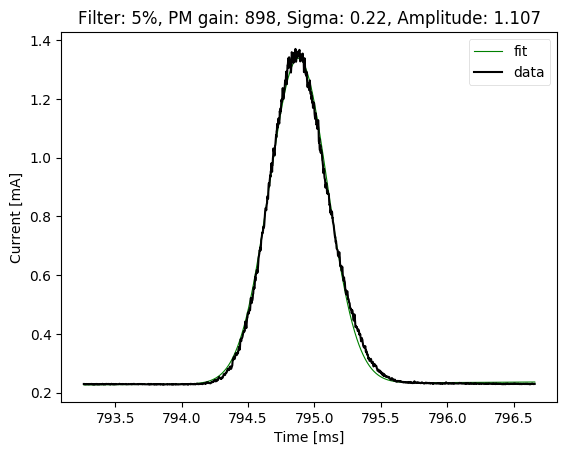 Filter: 5%, PM gain: 898, Sigma: 0.22, Amplitude: 1.107
fit
data
1.4
1.2
1.0
0.8
0.6
0.4
0.2
Current [mA]
793.5 794.0 794.5 795.0 795.5 796.0 796.5
Time [ms]